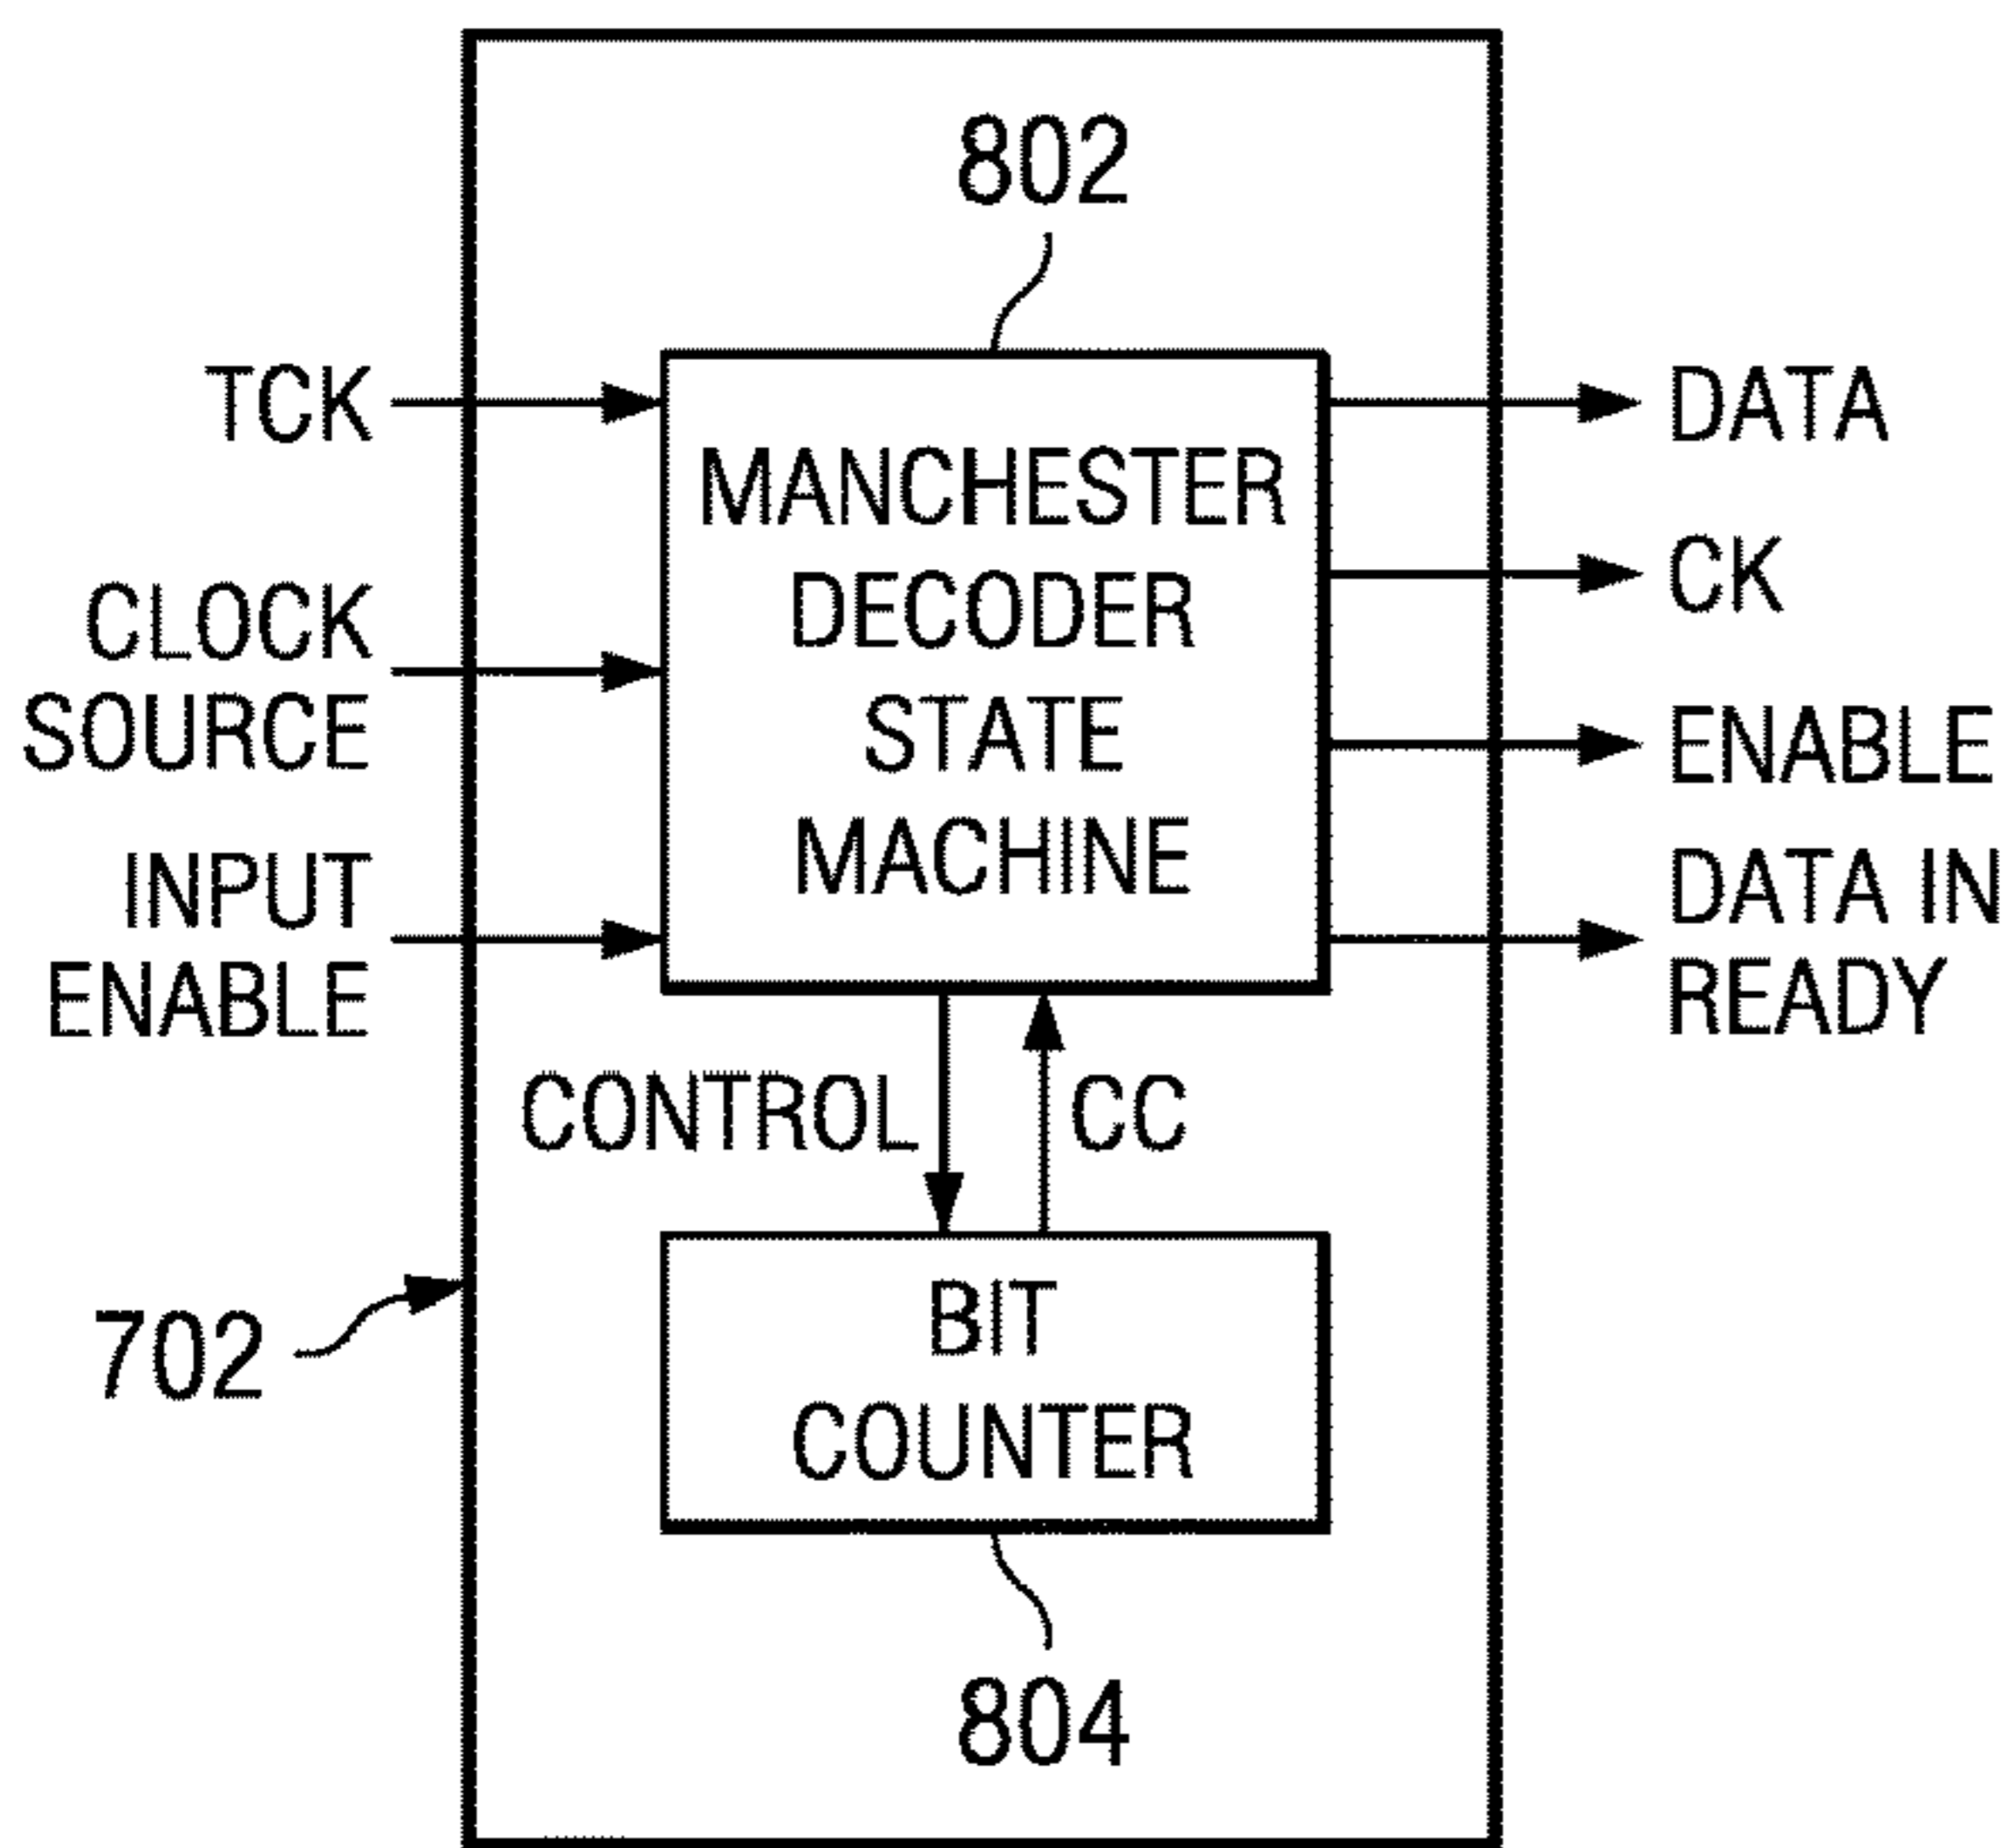 802
TCK
CLOCK
SOURCE
INPUT
ENABLE
MANCHESTER
DECODER
STATE
MACHINE
DATA
CK
ENABLE
DATA IN
READY
CONTROL
CC
BIT
COUNTER
702
804